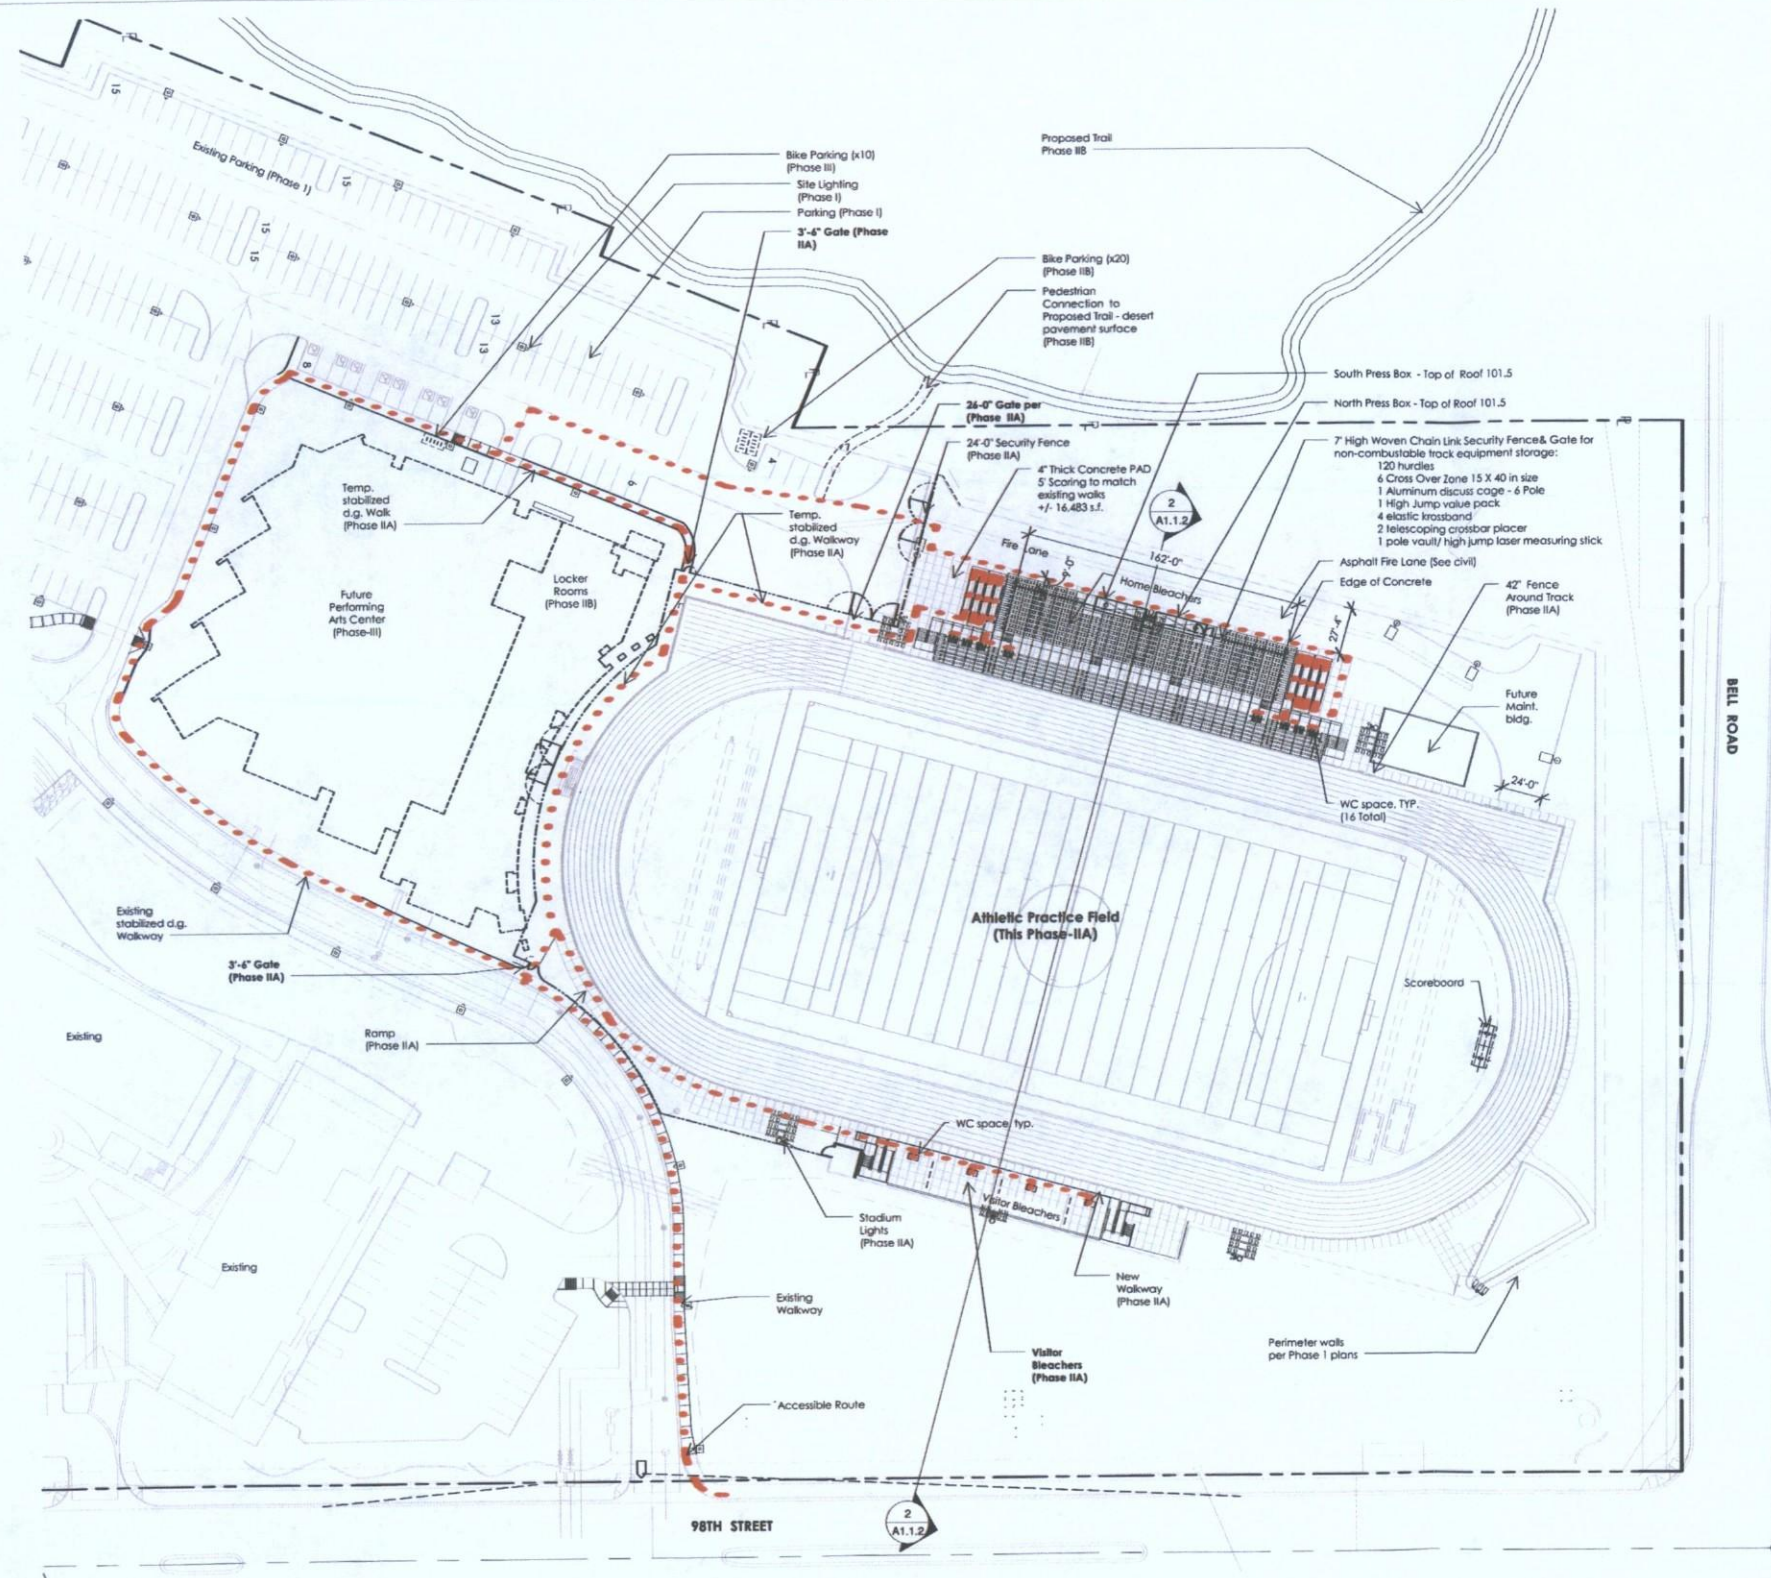 15
Existing Parking (Phase 1)
15
15
15
13
13
8
Bike Parking (x10)
(Phase III)
Site Lighting
(Phase I)
Parking (Phase I)
3'-6" Gate (Phase
IIA)
Proposed Trail
Phase IIB
Bike Parking (x20)
(Phase IIB)
Pedestrian
Connection to
Proposed Trail - desert
pavement surface
(Phase IIB)
4
6
26-0" Gate per
(Phase IIA)
24'-0" Security Fence
(Phase IIA)
4" Thick Concrete PAD
5' Scoring to match
existing walks
+/- 16,483 s.f.
South Press Box - Top of Roof 101.5
North Press Box - Top of Roof 101.5
7' High Woven Chain Link Security Fence& Gate for
non-combustable track equipment storage:
120 hurdles
6 Cross Over Zone 15 X 40 in size
1 Aluminum discuss cage - 6 Pole
1 High Jump value pack
4 elastic krossband
2 telescoping crossbar placer
1 pole vault/ high jump laser measuring stick
2
A1.1.2
Fire Lane
162'-0"
Home Bleachers
Asphalt Fire Lane (See civil)
Edge of Concrete
27'-4"
42" Fence
Around Track
(Phase IIA)
Temp.
stabilized
d.g. Walk
(Phase IIA)
Temp.
stabilized
d.g. Walkway
(Phase IIA)
Locker
Rooms
(Phase IIB)
Future
Performing
Arts Center
(Phase-III)
Future
Maint.
bldg.
BELL ROAD
24'-0"
WC space, TYP.
(16 Total)
Athletic Practice Field
(This Phase-IIA)
Existing
stabilized d.g.
Walkway
3'-6" Gate
(Phase IIA)
Scoreboard
Existing
Ramp
(Phase IIA)
WC space, typ.
Visitor Bleachers
Stadium
Lights
(Phase IIA)
Existing
New
Walkway
(Phase IIA)
Existing
Walkway
Perimeter walls
per Phase 1 plans
Visitor
Bleachers
(Phase IIA)
Accessible Route
98TH STREET
2
A1.1.2